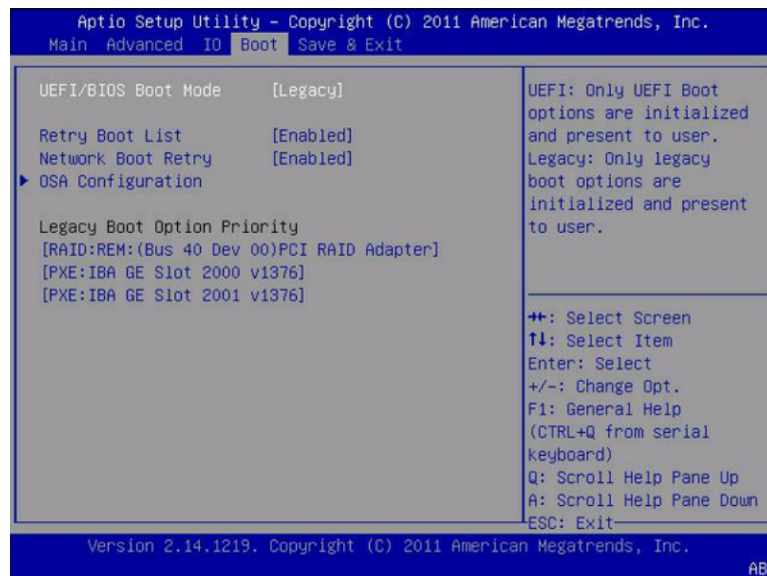 Aptio Setup Utility – Copyright (C) 2011 American Megatrends, Inc.
Main Advanced IO Boot Save & Exit
UEFI/BIOS Boot Mode [Legacy]
Retry Boot List [Enabled]
Network Boot Retry [Enabled]
OSA Configuration
Legacy Boot Option Priority
[RAID:REM:(Bus 40 Dev 00)PCI RAID Adapter]
[PXE:IBA GE Slot 2000 v1376]
[PXE:IBA GE Slot 2001 v1376]
UEFI: Only UEFI Boot
options are initialized
and present to user.
Legacy: Only legacy
boot options are
initialized and present
to user.
→←: Select Screen
↑↓: Select Item
Enter: Select
+/-: Change Opt.
F1: General Help
(CTRL+Q from serial
keyboard)
Q: Scroll Help Pane Up
A: Scroll Help Pane Down
ESC: Exit
Version 2.14.1219. Copyright (C) 2011 American Megatrends, Inc.
AB